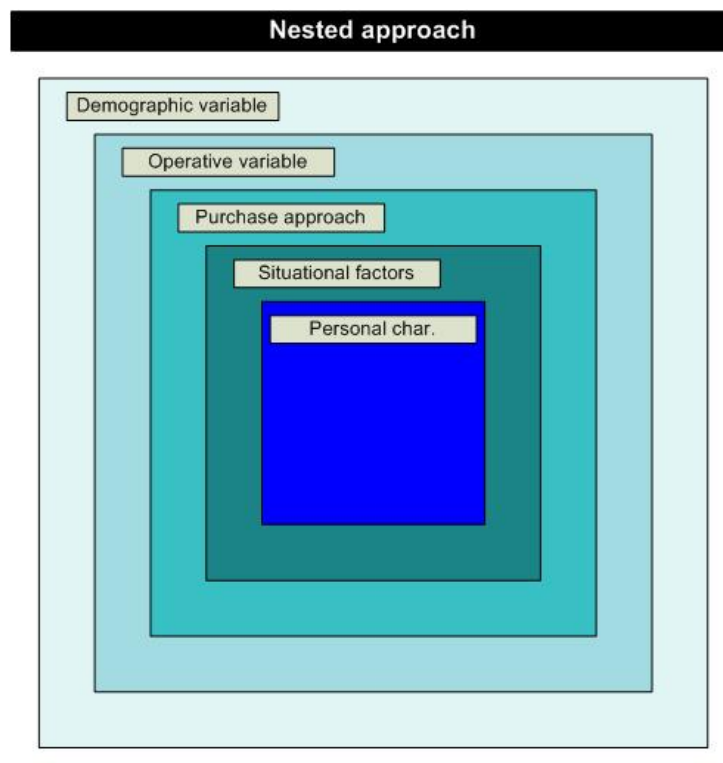 Nested approach
Demographic variable
Operative variable
Purchase approach
Situational factors
Personal char.